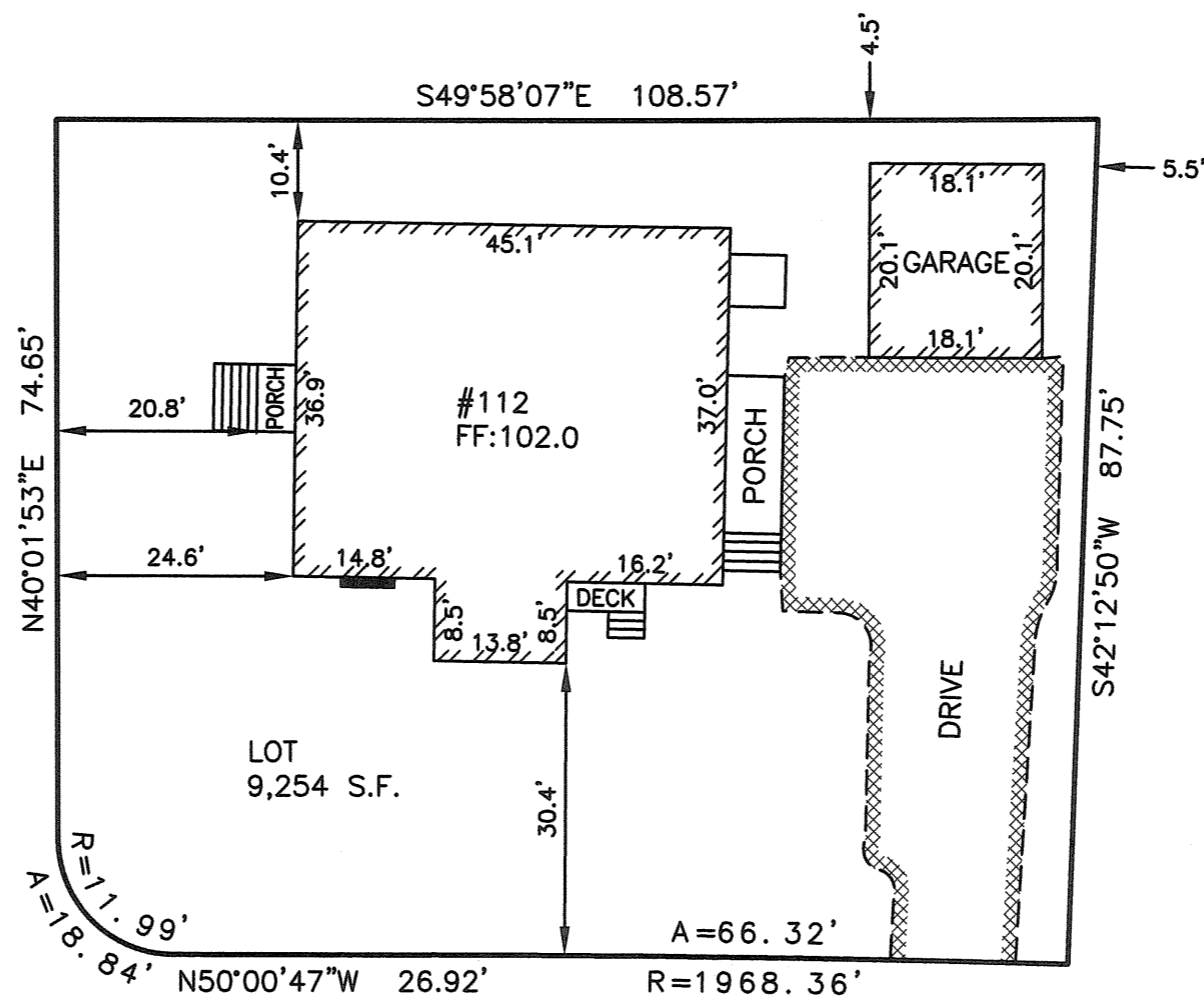 4.5'
S49°58'07"E 108.57'
10.4'
5.5'
18.1'
45.1'
20.1'
GARAGE
20.1'
18.1'
N40°01'53"E 74.65'
20.8'
PORCH
36.9'
#112
FF:102.0
37.0'
PORCH
S42°12'50"W 87.75'
24.6'
14.8'
16.2'
DECK
8.5'
8.5'
13.8'
DRIVE
LOT
9,254 S.F.
30.4'
R=11.99'
A=18.84'
A=66.32'
N50°00'47"W 26.92'
R=1968.36'